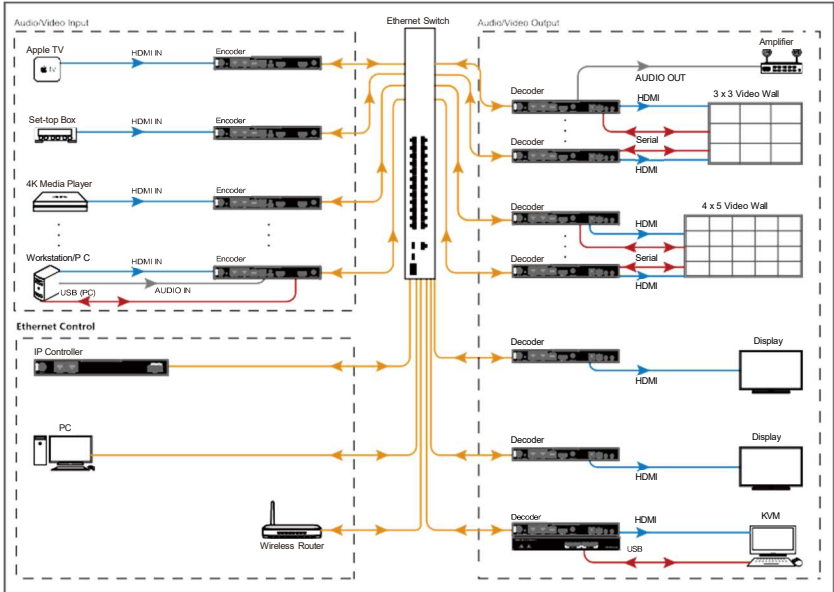 Audio/Video Input
Ethernet Switch
Audio/Video Output
Apple TV
HDMI IN
Encoder
tv
Set-top Box
HDMI IN
Encoder
4K Media Player
HDMI IN
Encoder
Workstation/P C
HDMI IN
Encoder
AUDIO IN
USB (PC)
Ethernet Control
IP Controller
PC
Wireless Router
Amplifier
AUDIO OUT
Decoder
HDMI
3 x 3 Video Wall
Serial
Decoder
HDMI
Decoder
HDMI
4 x 5 Video Wall
Serial
Decoder
HDMI
Decoder
HDMI
Display
Decoder
HDMI
Display
Decoder
HDMI
KVM
USB